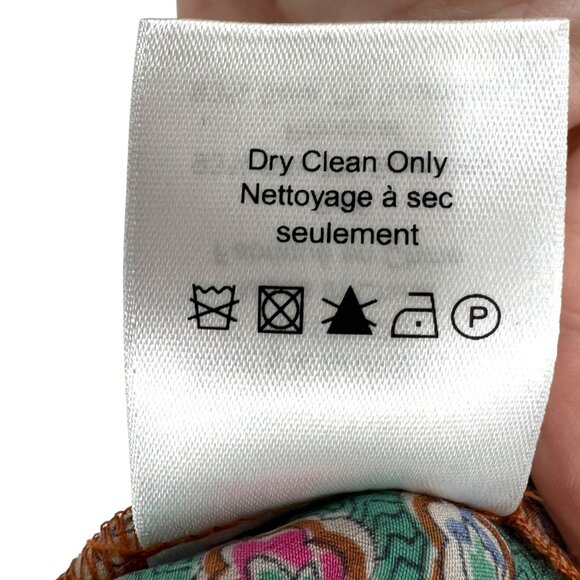 Dry Clean Only
Nettoyage à sec
seulement
P